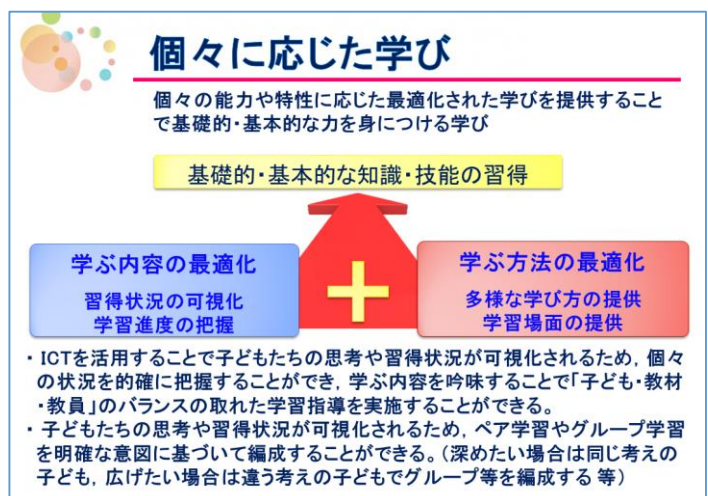 個々に応じた学び
個々の能力や特性に応じた最適化された学びを提供すること
で基礎的・基本的な力を身につける学び
基礎的・基本的な知識・技能の習得
学ぶ内容の最適化
習得状況の可視化
学習進度の把握
+
学ぶ方法の最適化
多様な学び方の提供
学習場面の提供
・ICTを活用することで子どもたちの思考や習得状況が可視化されるため，個々
の状況を的確に把握することができ，学ぶ内容を吟味することで「子ども・教材
・教員」のバランスの取れた学習指導を実施することができる。
・子どもたちの思考や習得状況が可視化されるため，ペア学習やグループ学習
を明確な意図に基づいて編成することができる。（深めたい場合は同じ考えの
子ども，広げたい場合は違う考えの子どもでグループ等を編成する 等）